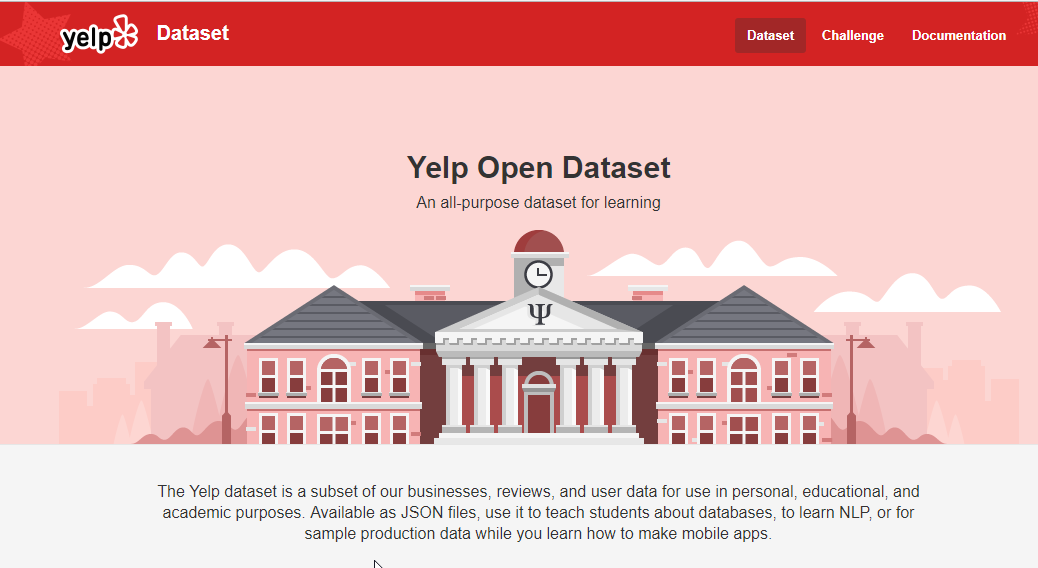 yelp Dataset Dataset Challenge Documentation
Yelp Open Dataset
An all-purpose dataset for learning
Ψ
The Yelp dataset is a subset of our businesses, reviews, and user data for use in personal, educational, and
academic purposes. Available as JSON files, use it to teach students about databases, to learn NLP, or for
sample production data while you learn how to make mobile apps.